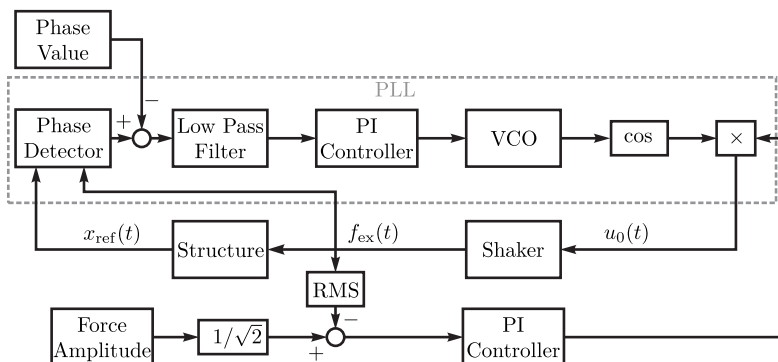 Phase
Value
−
PLL
+
Phase
Detector
Low Pass
Filter
PI
Controller
VCO
cos
×
x_ref(t)
Structure
f_ex(t)
Shaker
u_0(t)
RMS
−
Force
Amplitude
1/√2
+
PI
Controller